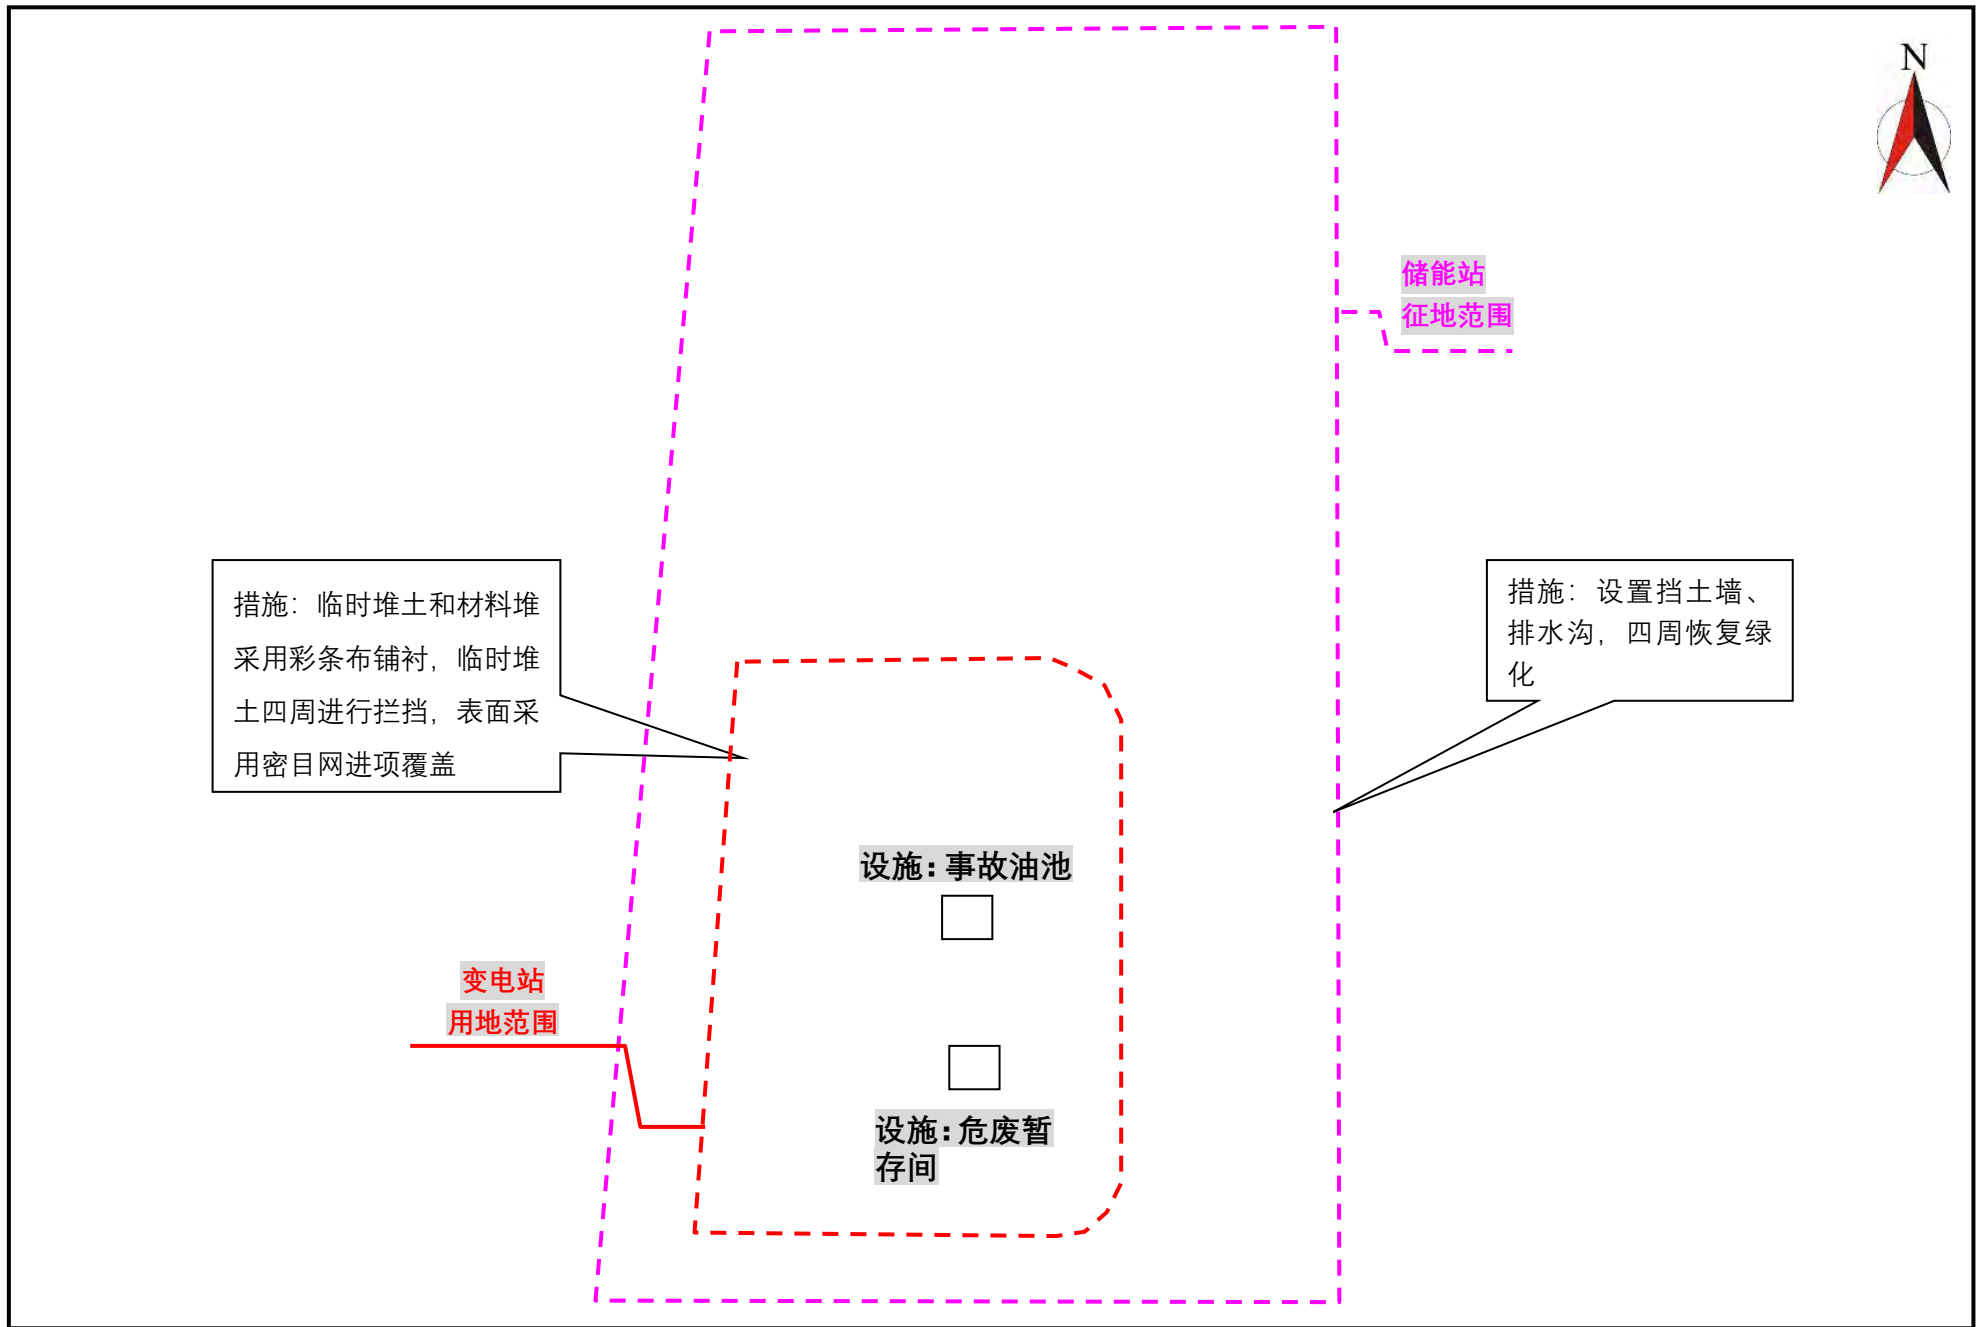 N
储能站
征地范围
措施：临时堆土和材料堆
采用彩条布铺衬，临时堆
土四周进行拦挡，表面采
用密目网进项覆盖
措施：设置挡土墙、
排水沟，四周恢复绿
化
设施：事故油池
变电站
用地范围
设施：危废暂
存间